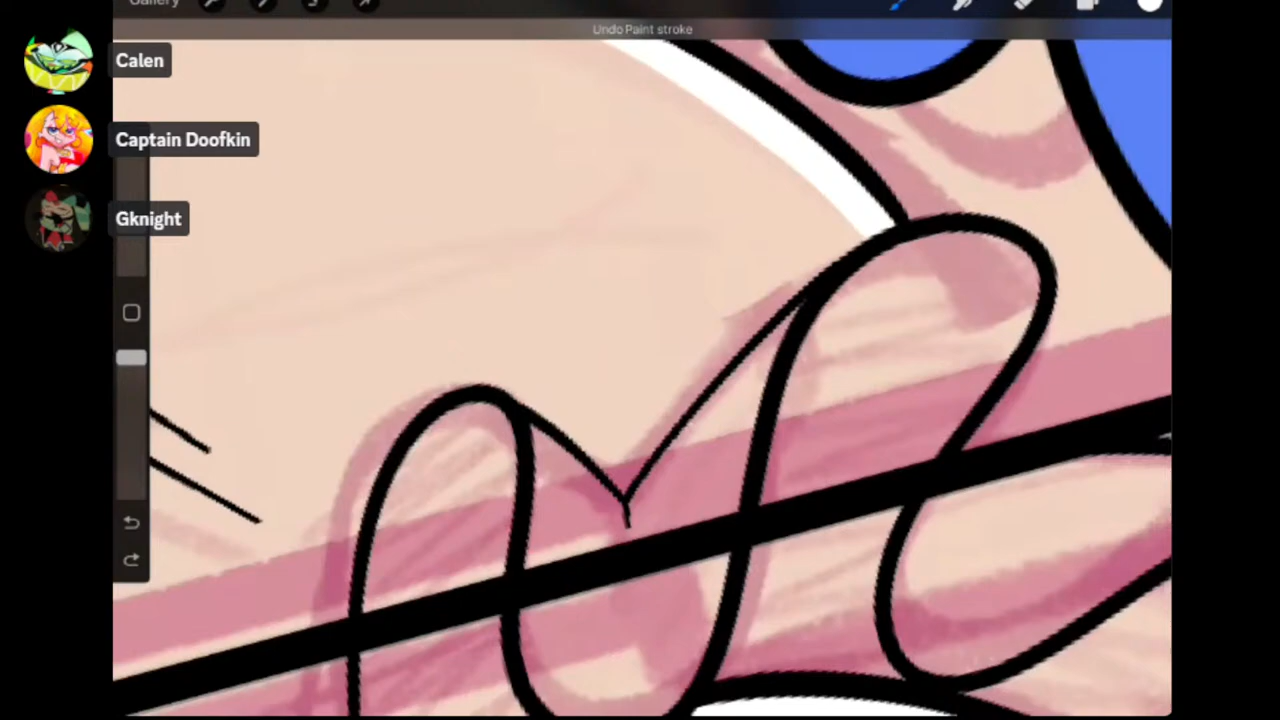 Gallery
Undo Paint stroke
Calen
Captain Doofkin
Gknight